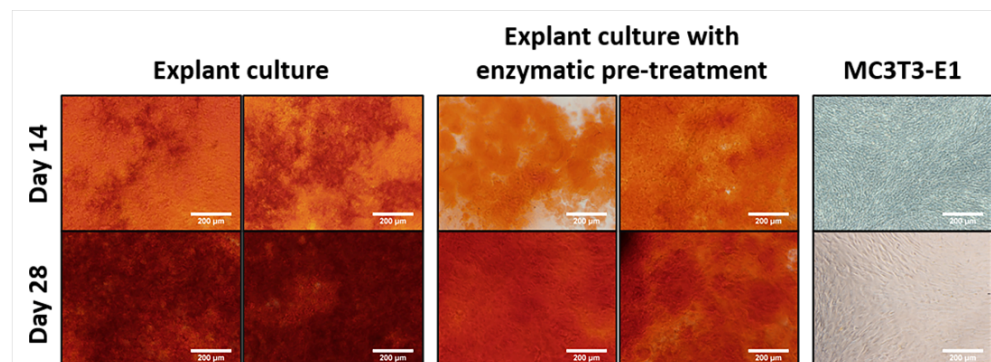 Explant culture
Explant culture with
enzymatic pre-treatment
MC3T3-E1
Day 14
200 µm
200 µm
200 µm
200 µm
200 µm
Day 28
200 µm
200 µm
200 µm
200 µm
200 µm